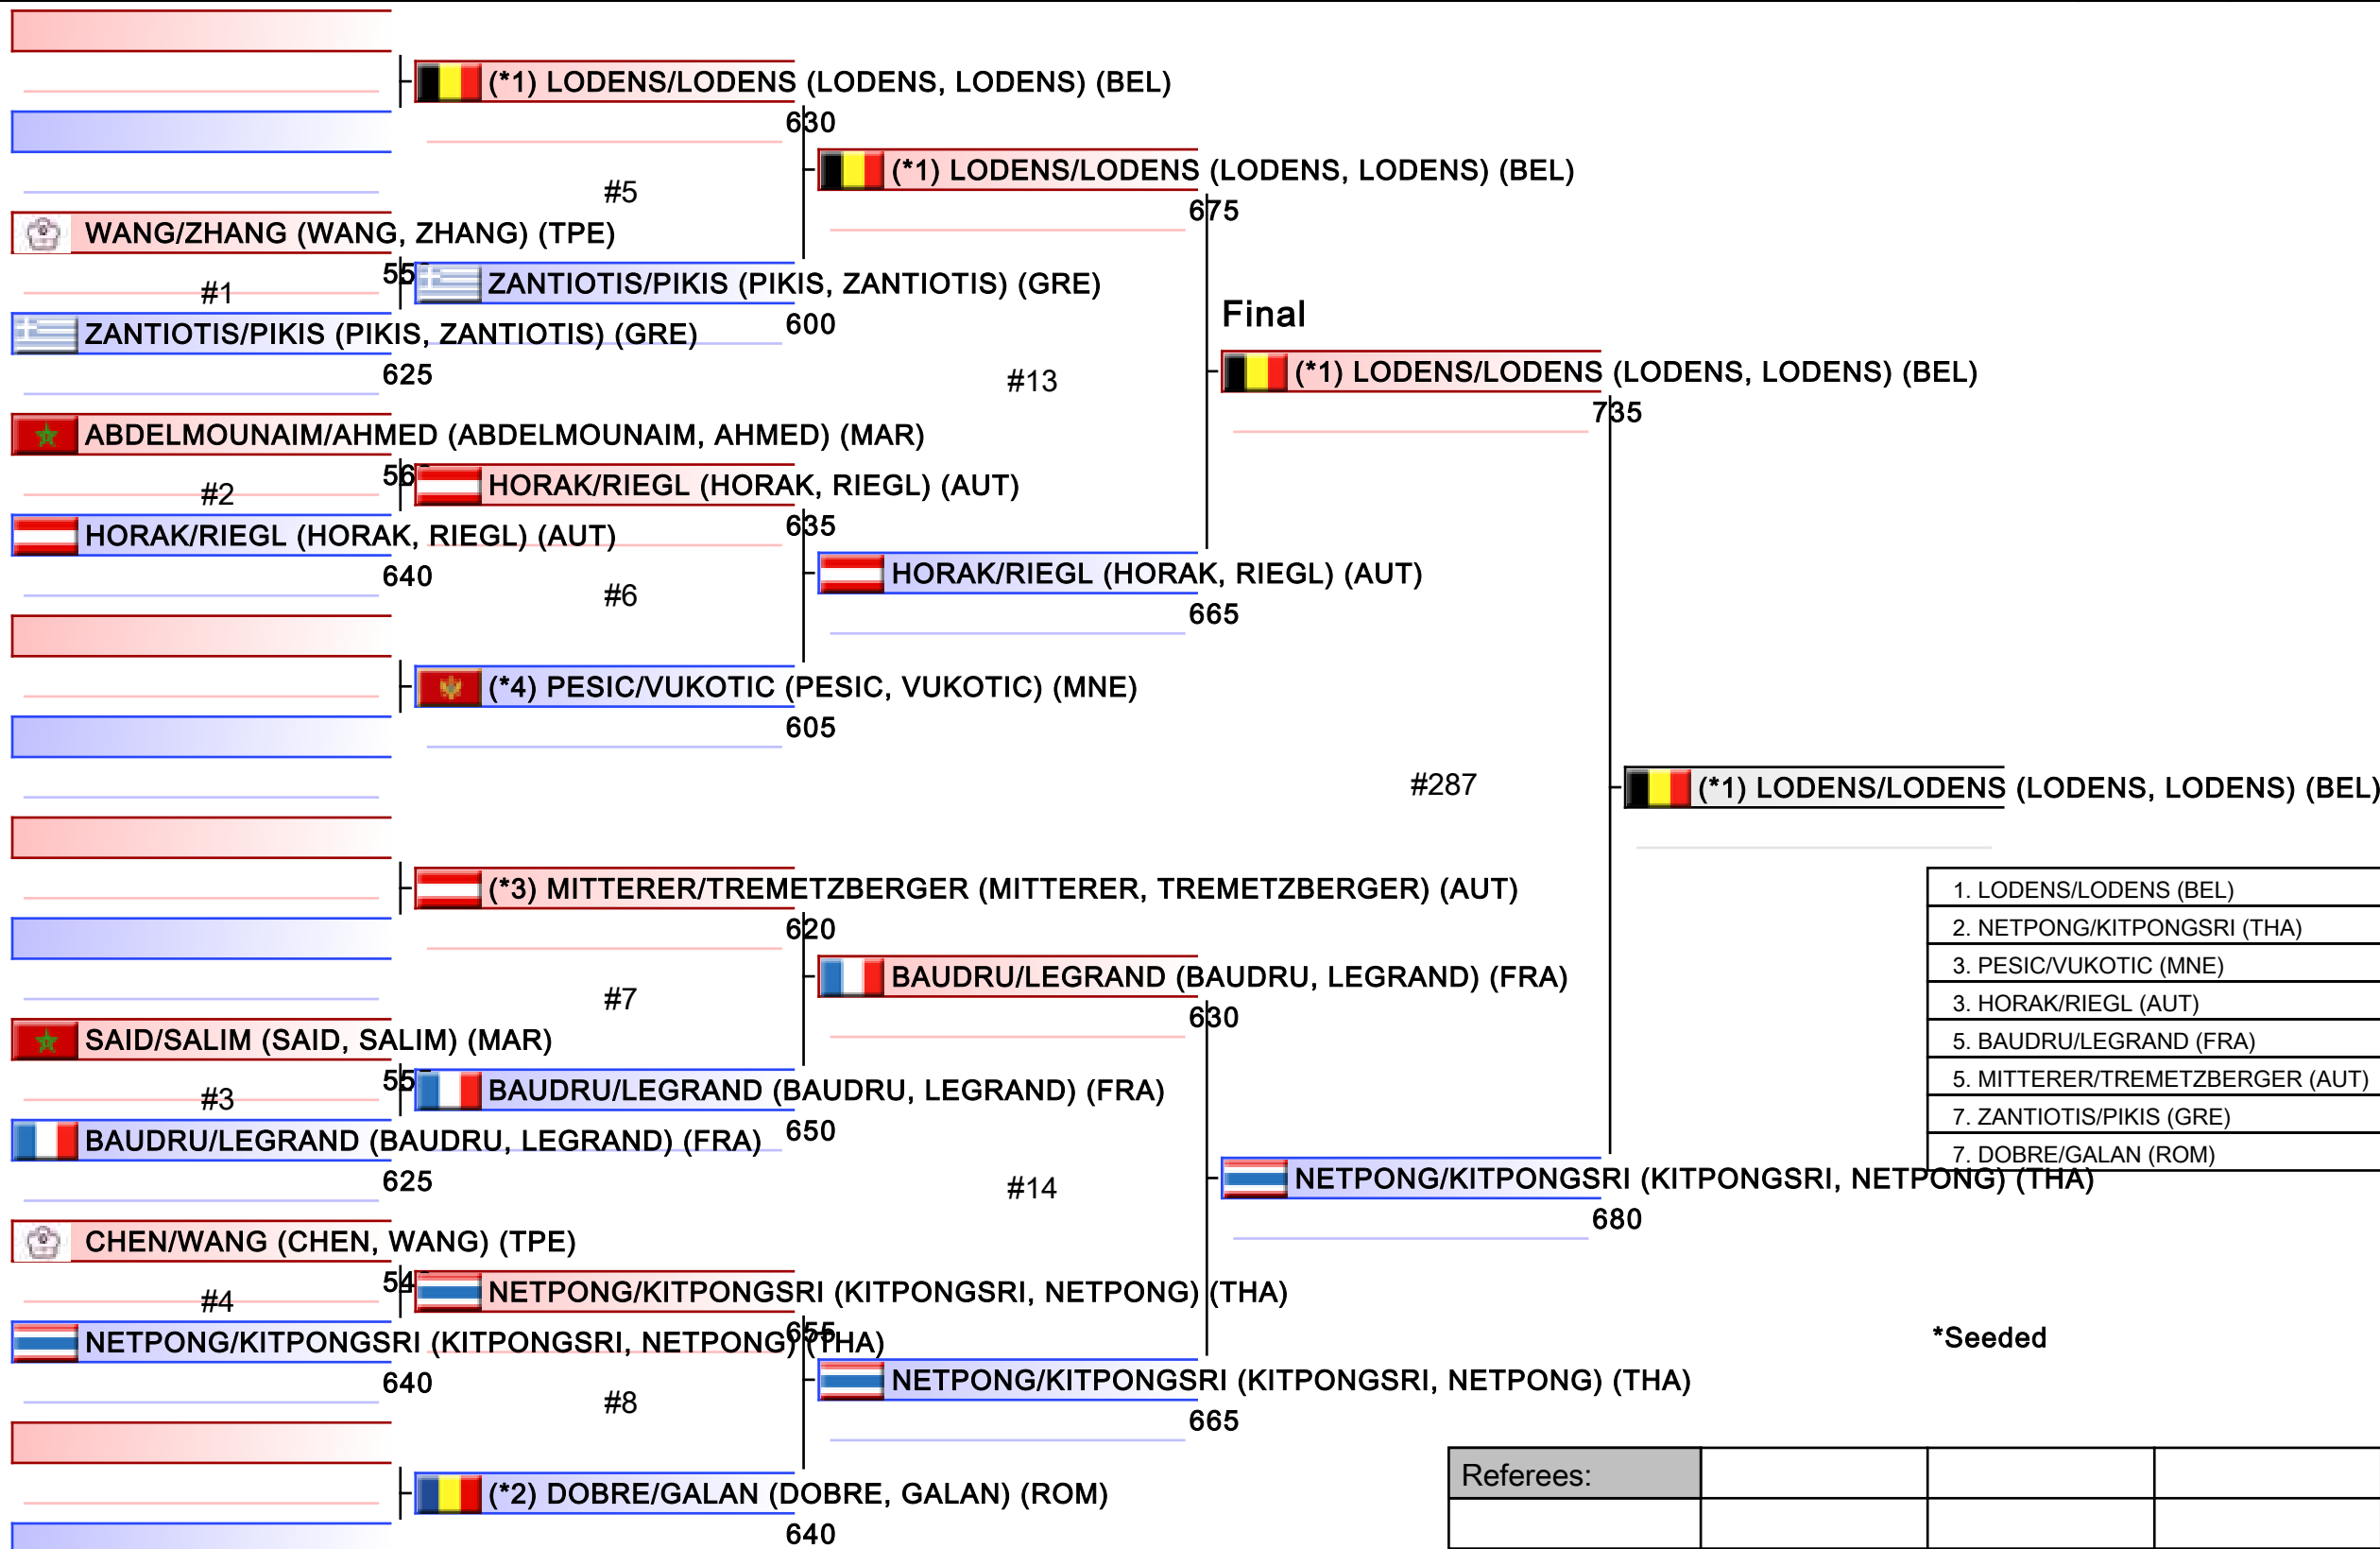 (*1) LODENS/LODENS (LODENS, LODENS) (BEL)
630
#5
WANG/ZHANG (WANG, ZHANG) (TPE)
#1
ZANTIOTIS/PIKIS (PIKIS, ZANTIOTIS) (GRE)
600
ZANTIOTIS/PIKIS (PIKIS, ZANTIOTIS) (GRE)
625
ABDELMOUNAIM/AHMED (ABDELMOUNAIM, AHMED) (MAR)
#2
HORAK/RIEGL (HORAK, RIEGL) (AUT)
635
HORAK/RIEGL (HORAK, RIEGL) (AUT)
640
#6
(*4) PESIC/VUKOTIC (PESIC, VUKOTIC) (MNE)
605
(*3) MITTERER/TREMETZBERGER (MITTERER, TREMETZBERGER) (AUT)
620
#7
SAID/SALIM (SAID, SALIM) (MAR)
#3
BAUDRU/LEGRAND (BAUDRU, LEGRAND) (FRA)
650
BAUDRU/LEGRAND (BAUDRU, LEGRAND) (FRA)
625
CHEN/WANG (CHEN, WANG) (TPE)
#4
NETPONG/KITPONGSRI (KITPONGSRI, NETPONG) (THA)
655
NETPONG/KITPONGSRI (KITPONGSRI, NETPONG) (THA)
640
#8
(*2) DOBRE/GALAN (DOBRE, GALAN) (ROM)
640
(*1) LODENS/LODENS (LODENS, LODENS) (BEL)
675
#13
HORAK/RIEGL (HORAK, RIEGL) (AUT)
665
BAUDRU/LEGRAND (BAUDRU, LEGRAND) (FRA)
630
#14
NETPONG/KITPONGSRI (KITPONGSRI, NETPONG) (THA)
665
Final
(*1) LODENS/LODENS (LODENS, LODENS) (BEL)
735
#287
NETPONG/KITPONGSRI (KITPONGSRI, NETPONG) (THA)
680
(*1) LODENS/LODENS (LODENS, LODENS) (BEL)
1. LODENS/LODENS (BEL)
2. NETPONG/KITPONGSRI (THA)
3. PESIC/VUKOTIC (MNE)
3. HORAK/RIEGL (AUT)
5. BAUDRU/LEGRAND (FRA)
5. MITTERER/TREMETZBERGER (AUT)
7. ZANTIOTIS/PIKIS (GRE)
7. DOBRE/GALAN (ROM)
*Seeded
Referees: